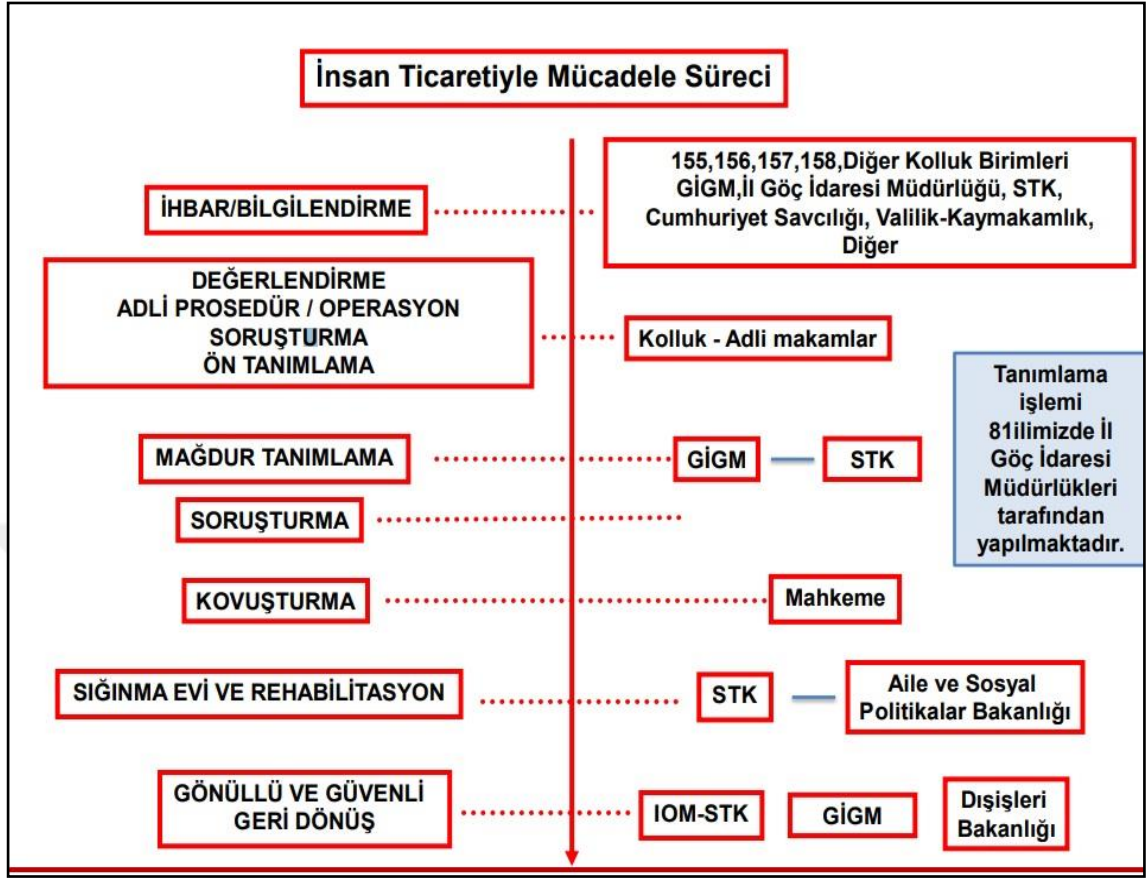 İnsan Ticaretiyle Mücadele Süreci
İHBAR/BİLGİLENDİRME
155,156,157,158,Diğer Kolluk Birimleri
GİGM,İl Göç İdaresi Müdürlüğü, STK,
Cumhuriyet Savcılığı, Valilik-Kaymakamlık,
Diğer
DEĞERLENDİRME
ADLİ PROSEDÜR / OPERASYON
SORUŞTURMA
ÖN TANIMLAMA
Kolluk - Adli makamlar
Tanımlama
işlemi
81ilimizde İl
Göç İdaresi
Müdürlükleri
tarafından
yapılmaktadır.
MAĞDUR TANIMLAMA
GİGM
STK
SORUŞTURMA
KOVUŞTURMA
Mahkeme
SIĞINMA EVİ VE REHABİLİTASYON
STK
Aile ve Sosyal
Politikalar Bakanlığı
GÖNÜLLÜ VE GÜVENLİ
GERİ DÖNÜŞ
IOM-STK
GİGM
Dışişleri
Bakanlığı